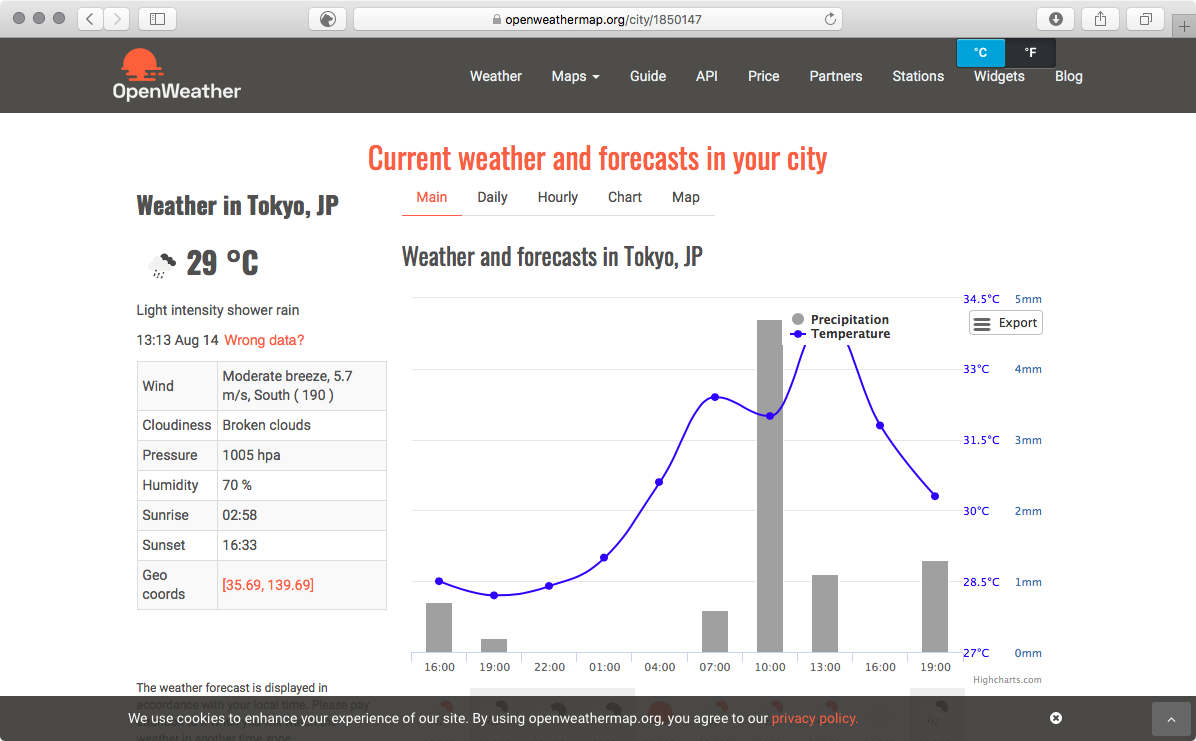 openweathermap.org/city/1850147
°C
°F
OpenWeather
Weather
Maps
Guide
API
Price
Partners
Stations
Widgets
Blog
Current weather and forecasts in your city
Weather in Tokyo, JP
29 °C
Light intensity shower rain
13:13 Aug 14 Wrong data?
Wind
Moderate breeze, 5.7
m/s, South ( 190 )
Cloudiness
Broken clouds
Pressure
1005 hpa
Humidity
70 %
Sunrise
02:58
Sunset
16:33
Geo
coords
[35.69, 139.69]
Main
Daily
Hourly
Chart
Map
Weather and forecasts in Tokyo, JP
Precipitation
Temperature
Export
34.5°C
5mm
33°C
4mm
31.5°C
3mm
30°C
2mm
28.5°C
1mm
27°C
0mm
16:00
19:00
22:00
01:00
04:00
07:00
10:00
13:00
16:00
19:00
Highcharts.com
The weather forecast is displayed in
accordance with your local time. Please pay
We use cookies to enhance your experience of our site. By using openweathermap.org, you agree to our privacy policy.
weather in another time zone